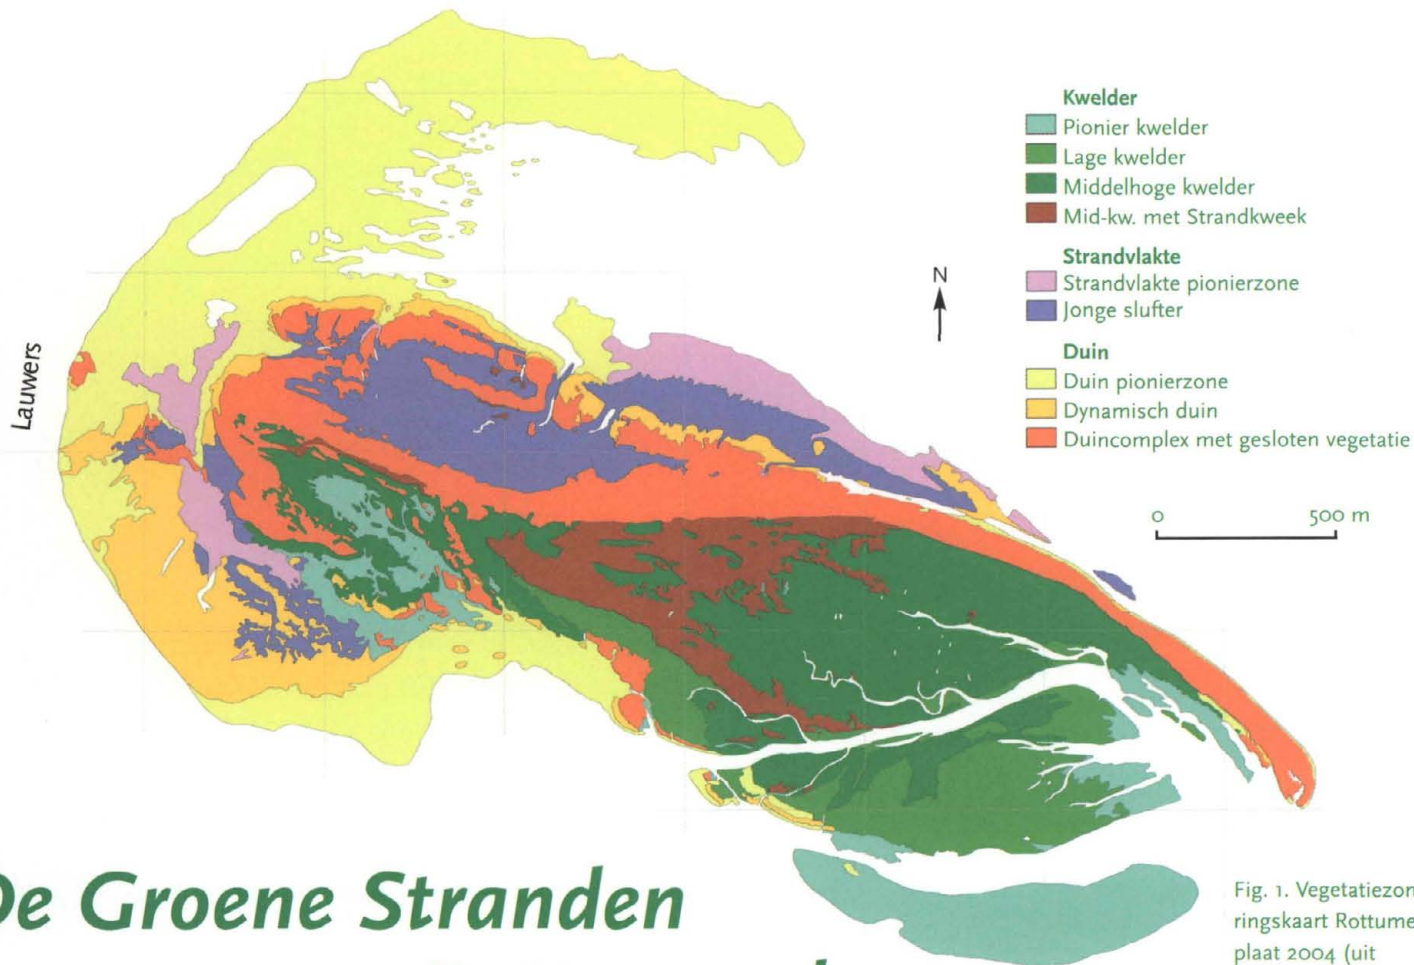 Kwelder
Pionier kwelder
Lage kwelder
Middelhoge kwelder
Mid-kw. met Strandkweek
Strandvlakte
Strandvlakte pionierzone
Jonge slufter
Duin
Duin pionierzone
Dynamisch duin
Duincomplex met gesloten vegetatie
N
Lauwers
0 500 m
De Groene Stranden
Fig. 1. Vegetatiezon
ringskaart Rottume
plaat 2004 (uit